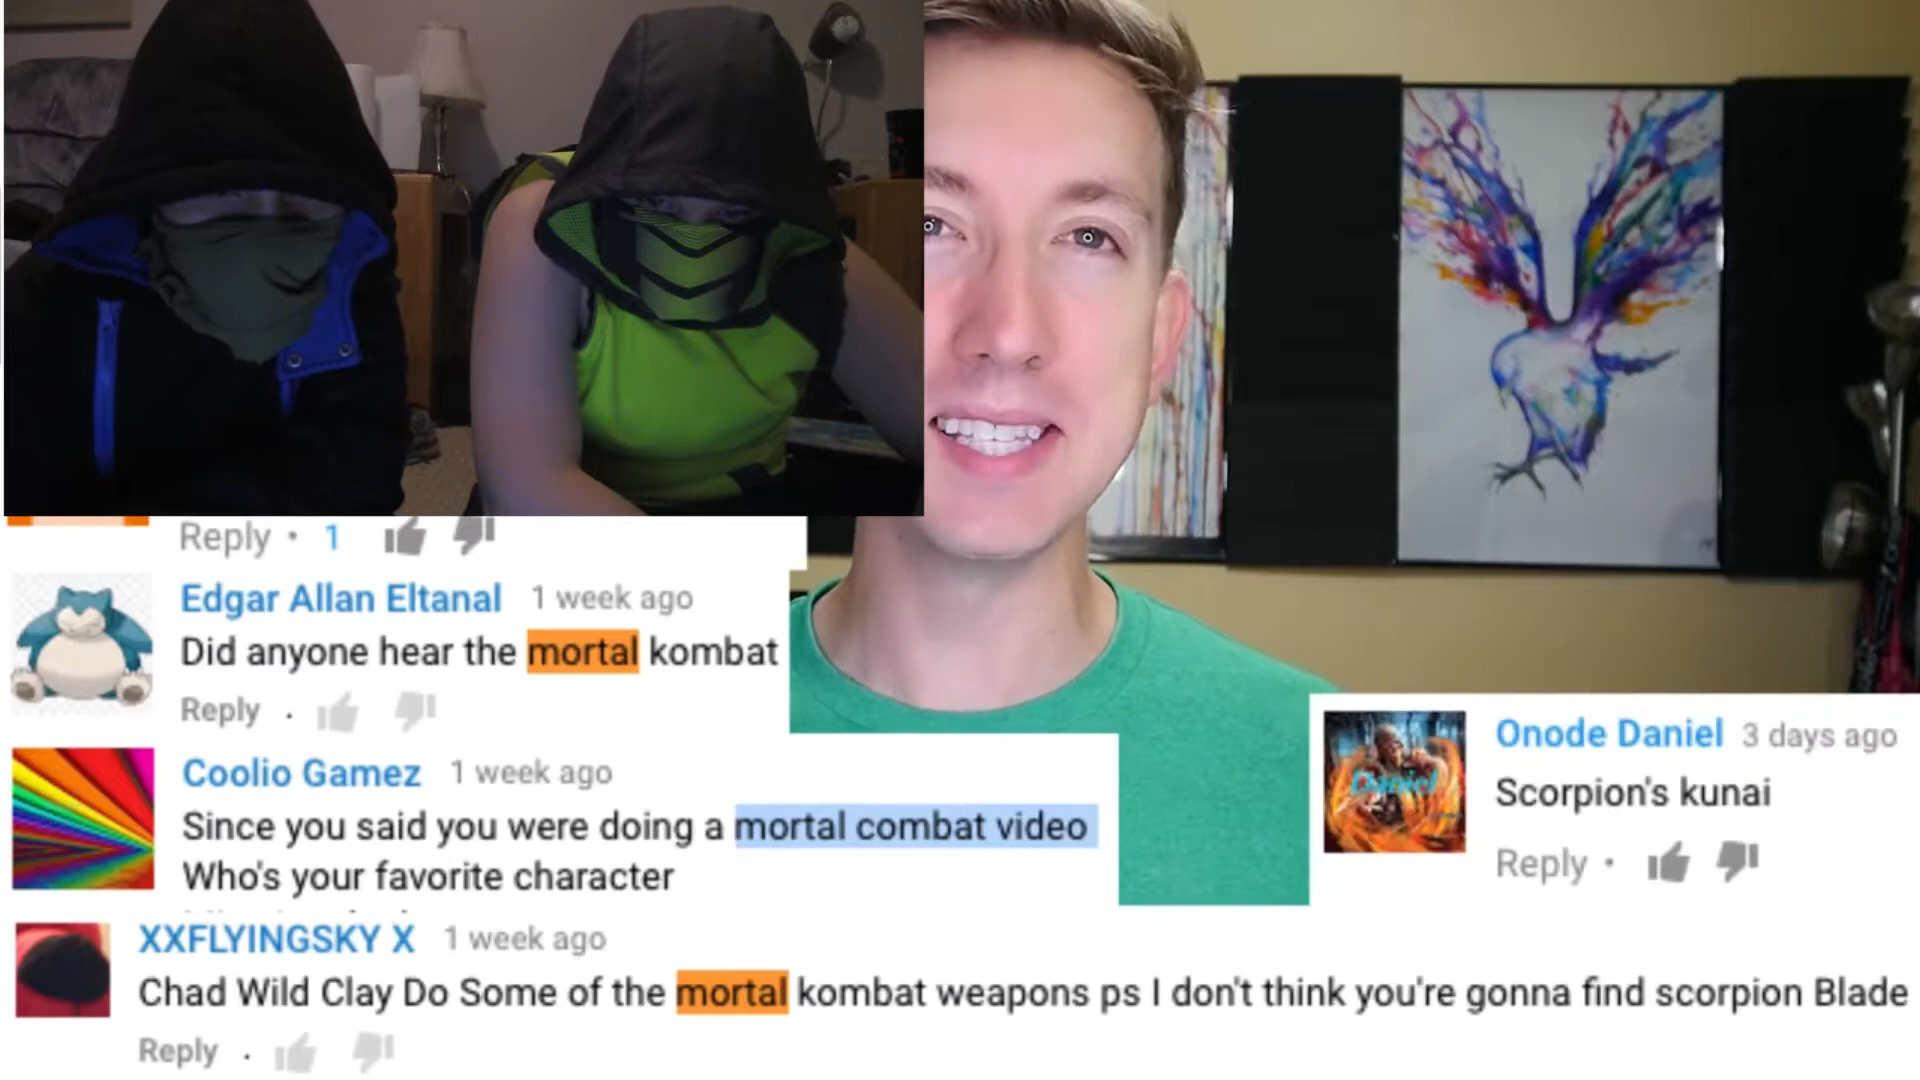 Reply • 1
Edgar Allan Eltanal 1 week ago
Did anyone hear the mortal kombat
Reply .
Coolio Gamez 1 week ago
Since you said you were doing a mortal combat video
Who's your favorite character
Onode Daniel 3 days ago
Daniel
Scorpion's kunai
Reply •
XXFLYINGSKY X 1 week ago
Chad Wild Clay Do Some of the mortal kombat weapons ps I don't think you're gonna find scorpion Blade
Reply .